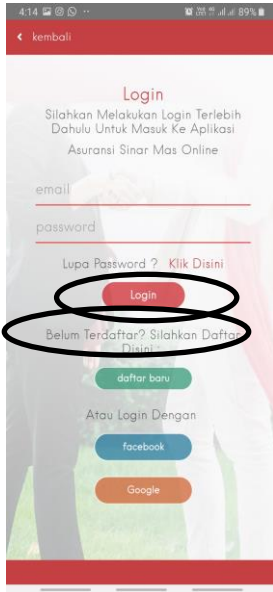 4:14
89%
kembali
Login
Silahkan Melakukan Login Terlebih
Dahulu Untuk Masuk Ke Aplikasi
Asuransi Sinar Mas Online
email
password
Lupa Password ? Klik Disini
Login
Belum Terdaftar? Silahkan Daftar
Disini :
daftar baru
Atau Login Dengan
facebook
Google